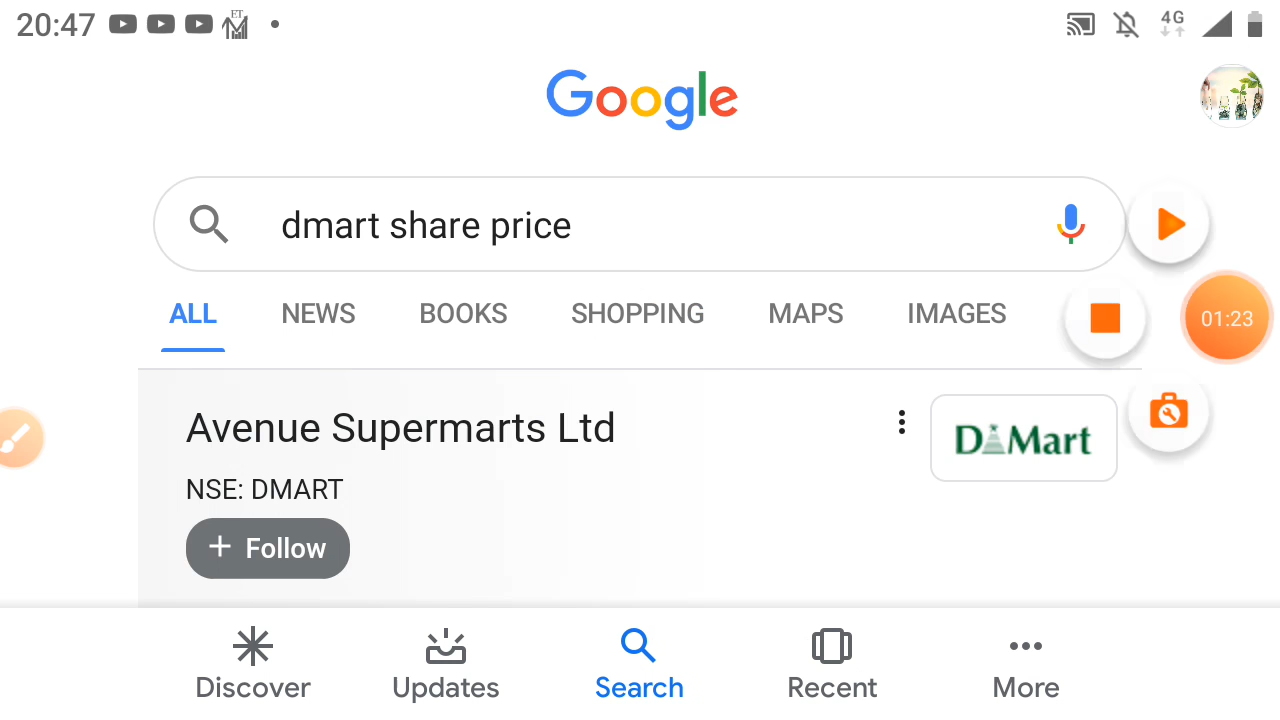 20:47
ET
4G
Google
dmart share price
ALL NEWS BOOKS SHOPPING MAPS IMAGES
01:23
Avenue Supermarts Ltd
DMart
NSE: DMART
+ Follow
Discover Updates Search Recent More